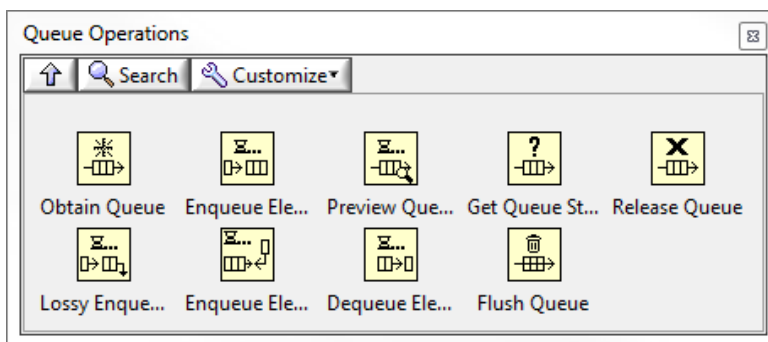 Queue Operations
Search Customize
Obtain Queue Enqueue Ele... Preview Que... Get Queue St... Release Queue
Lossy Enque... Enqueue Ele... Dequeue Ele... Flush Queue